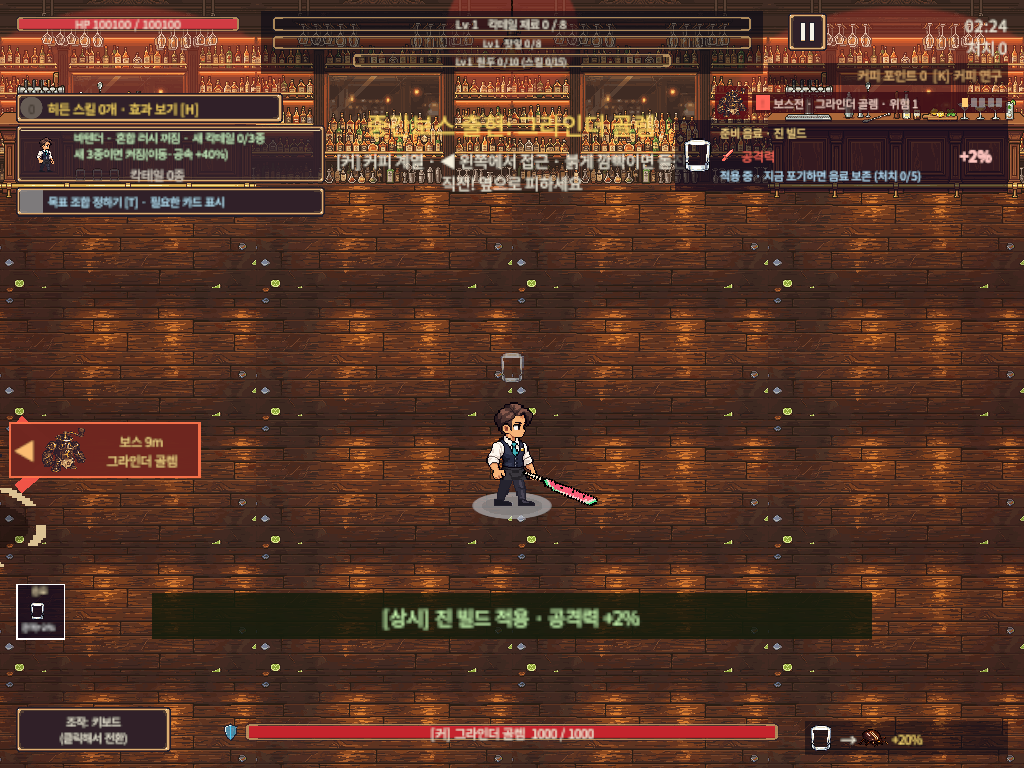 HP 100100 / 100100
Lv 1 칵테일 재료 0 / 8
Lv1 찻잎 0/8
Lv1 원두 0/10 (스킬 0/15)
02:24
처치 0
커피 포인트 0 [K] 커피 연구
0 히든 스킬 0개 · 효과 보기 [H]
보스전 · 그라인더 골렘 · 위험 1
바텐더 - 혼합 러시 꺼짐 - 새 칵테일 0/3종
새 3종이면 커짐(이동·공속 +40%)
칵테일 0종
중간보스 출현: 그라인더 골렘
[커] 커피 계열 · ◀ 왼쪽에서 접근 · 붉게 깜빡이면 돌
직반! 옆으로 피하세요
준비 음료 · 진 빌드
공격력
+2%
적용 중 · 지금 포기하면 음료 보존 (처치 0/5)
목표 조합 정하기 [T] - 필요한 카드 표시
보스 9m
그라인더 골렘
[상시] 진 빌드 적용 · 공격력 +2%
조작: 키보드
(클릭해서 전환)
[커] 그라인더 골렘 1000 / 1000
→ +20%